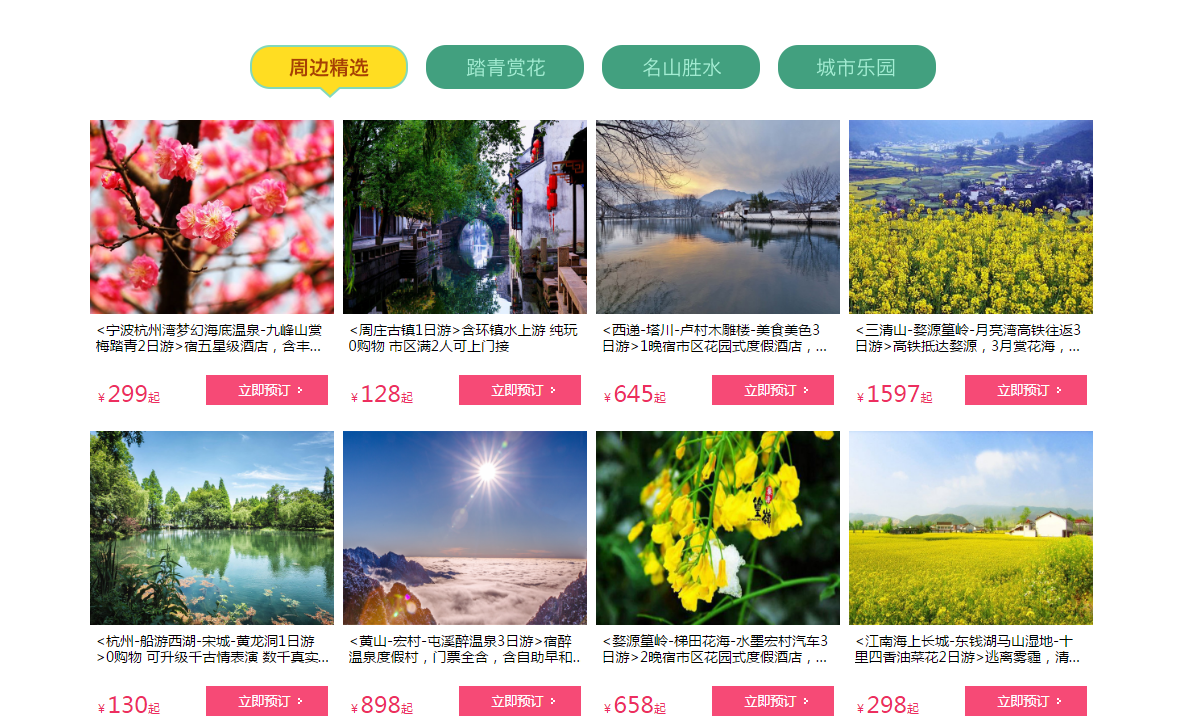 周边精选
踏青赏花
名山胜水
城市乐园
<宁波杭州湾梦幻海底温泉-九峰山赏
梅踏青2日游>宿五星级酒店，含丰...
¥299起
立即预订
<周庄古镇1日游>含环镇水上游 纯玩
0购物 市区满2人可上门接
¥128起
立即预订
<西递-塔川-卢村木雕楼-美食美色3
日游>1晚宿市区花园式度假酒店，...
¥645起
立即预订
<三清山-婺源篁岭-月亮湾高铁往返3
日游>高铁抵达婺源，3月赏花海，...
¥1597起
立即预订
<杭州-船游西湖-宋城-黄龙洞1日游
>0购物 可升级千古情表演 数千真实...
¥130起
立即预订
<黄山-宏村-屯溪醉温泉3日游>宿醉
温泉度假村，门票全含，含自助早和...
¥898起
立即预订
篁岭
<婺源篁岭-梯田花海-水墨宏村汽车3
日游>2晚宿市区花园式度假酒店，...
¥658起
立即预订
<江南海上长城-东钱湖马山湿地-十
里四香油菜花2日游>逃离雾霾，清...
¥298起
立即预订